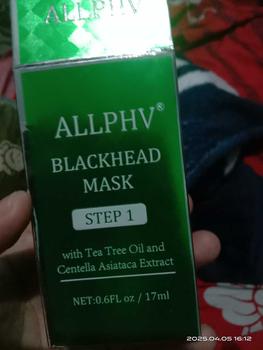 ALLPHV
ALLPHV®
BLACKHEAD
MASK
STEP 1
with Tea Tree Oil and
Centella Asiataca Extract
NET:0.6FL oz / 17ml
2025.04.05 16:12